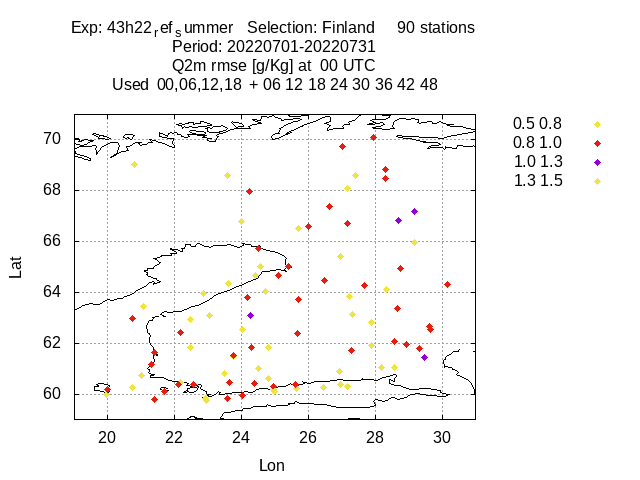 Exp: 43h22ref_summer Selection: Finland 90 stations
Period: 20220701-20220731
Q2m rmse [g/Kg] at 00 UTC
Used 00,06,12,18 + 06 12 18 24 30 36 42 48
0.5 0.8
0.8 1.0
1.0 1.3
1.3 1.5
70
68
66
64
62
60
Lat
20 22 24 26 28 30
Lon